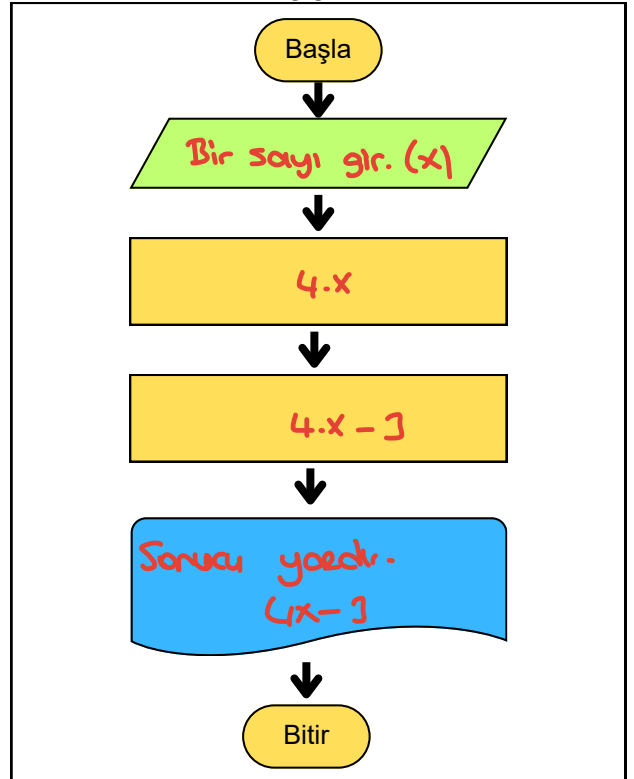 Başla
Bir sayı gir. (x)
4.x
4.x - 3
Sonucu yazdır.
4x - 3
Bitir